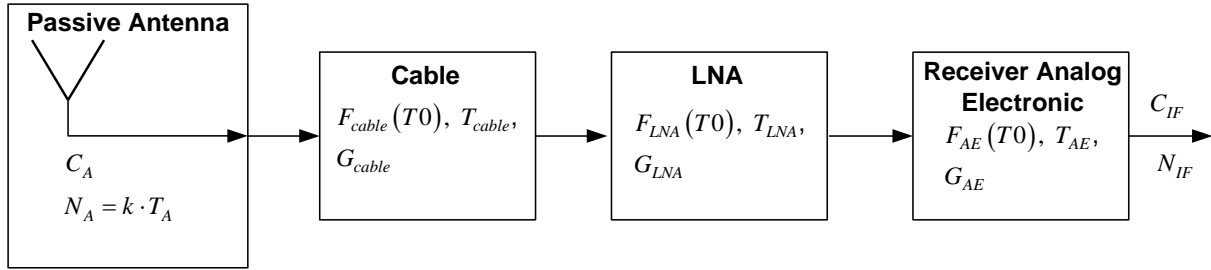 Passive Antenna
C_A
N_A = k · T_A
Cable
F_cable (T0), T_cable,
G_cable
LNA
F_LNA (T0), T_LNA,
G_LNA
Receiver Analog
Electronic
F_AE (T0), T_AE,
G_AE
C_IF
N_IF